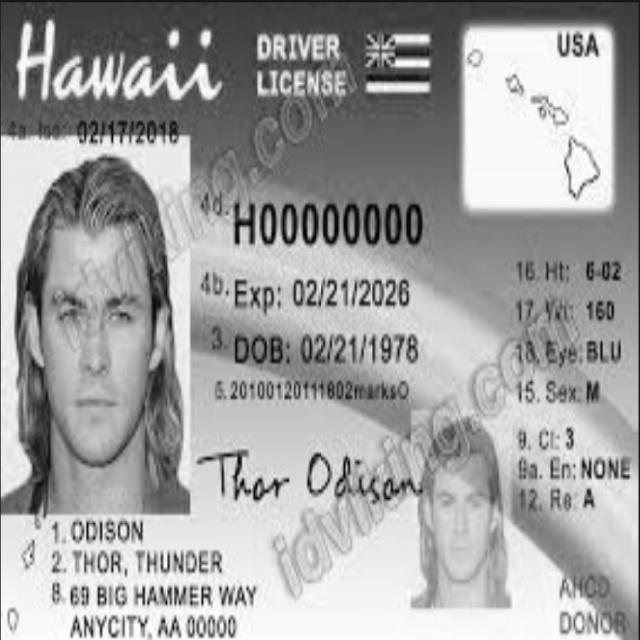 Hawaii
DRIVER
LICENSE
USA
4a. Iss: 02/17/2018
4d. H00000000
4b. Exp: 02/21/2026
3. DOB: 02/21/1978
5. 20100120111802marksO
16. Ht: 6-02
17. Wt: 160
18. Eye: BLU
15. Sex: M
9. Cl: 3
9a. En: NONE
12. Re: A
Thor Odison
1. ODISON
2. THOR, THUNDER
8. 69 BIG HAMMER WAY
ANYCITY, AA 00000
AHCD
DONOR
idviking.com
idviking.com